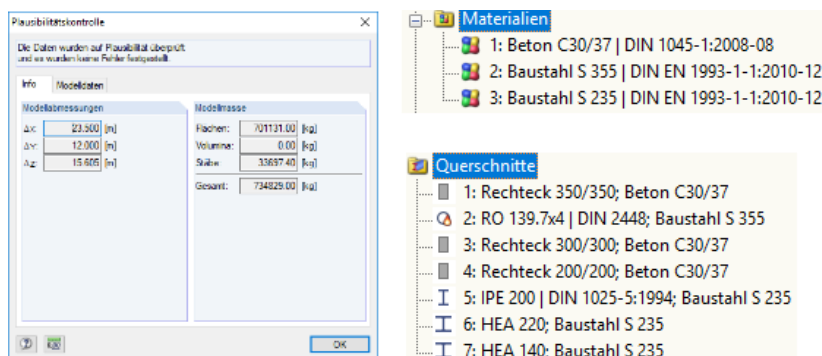 Plausibilitätskontrolle
Die Daten wurden auf Plausibilität überprüft
und es wurden keine Fehler festgestellt.
Info Modelldaten
Modellabmessungen
Δx: 23.500 [m]
Δy: 12.000 [m]
Δz: 15.605 [m]
Modellmasse
Flächen: 701131.00 [kg]
Volumina: 0.00 [kg]
Stäbe: 33697.40 [kg]
Gesamt: 734829.00 [kg]
OK
Materialien
1: Beton C30/37 | DIN 1045-1:2008-08
2: Baustahl S 355 | DIN EN 1993-1-1:2010-12
3: Baustahl S 235 | DIN EN 1993-1-1:2010-12
Querschnitte
1: Rechteck 350/350; Beton C30/37
2: RO 139.7x4 | DIN 2448; Baustahl S 355
3: Rechteck 300/300; Beton C30/37
4: Rechteck 200/200; Beton C30/37
5: IPE 200 | DIN 1025-5:1994; Baustahl S 235
6: HEA 220; Baustahl S 235
7: HEA 140; Baustahl S 235